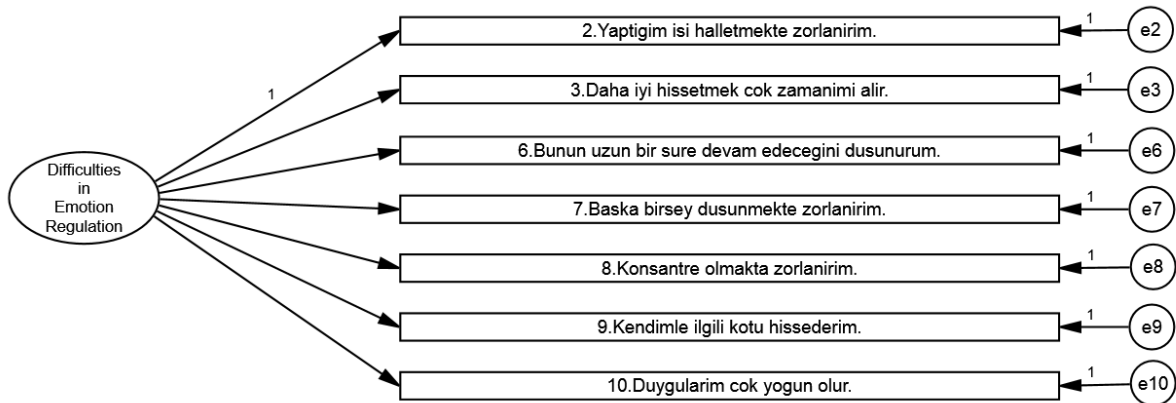 1
2.Yaptigim isi halletmekte zorlanirim.
1
e2
3.Daha iyi hissetmek cok zamanimi alir.
1
e3
Difficulties
in
Emotion
Regulation
6.Bunun uzun bir sure devam edecegini dusunurum.
1
e6
7.Baska birsey dusunmekte zorlanirim.
1
e7
8.Konsantre olmakta zorlanirim.
1
e8
9.Kendimle ilgili kotu hissederim.
1
e9
10.Duygularim cok yogun olur.
1
e10